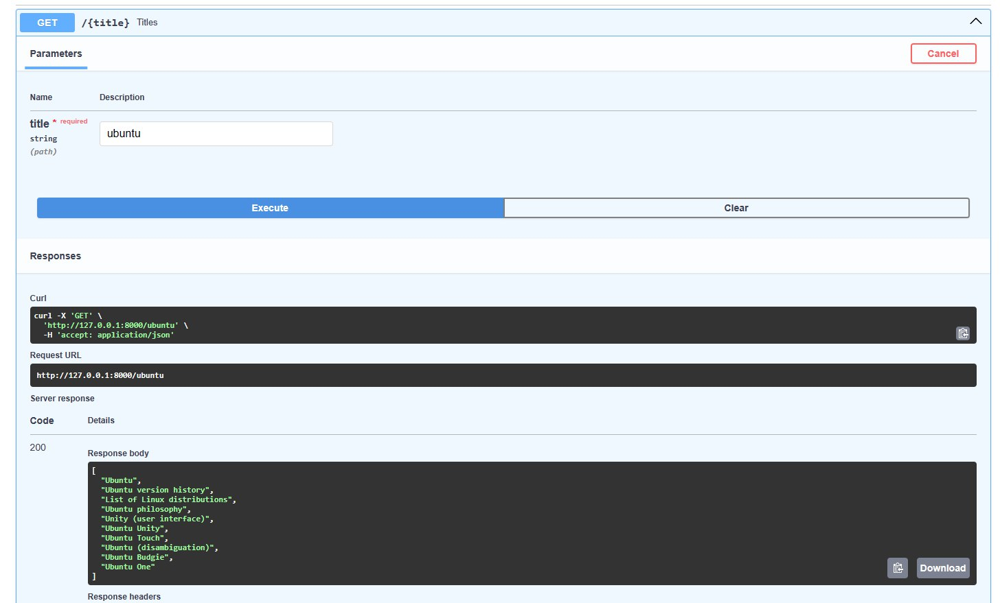 GET /{title} Titles
Parameters
Cancel
Name Description
title * required
string
(path)
ubuntu
Execute Clear
Responses
Curl
curl -X 'GET' \
  'http://127.0.0.1:8000/ubuntu' \
  -H 'accept: application/json'
Request URL
http://127.0.0.1:8000/ubuntu
Server response
Code Details
200
Response body
[
  "Ubuntu",
  "Ubuntu version history",
  "List of Linux distributions",
  "Ubuntu philosophy",
  "Unity (user interface)",
  "Ubuntu Unity",
  "Ubuntu Touch",
  "Ubuntu (disambiguation)",
  "Ubuntu Budgie",
  "Ubuntu One"
]
Download
Response headers